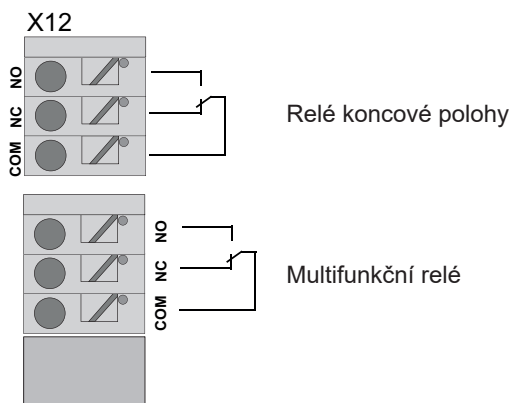 X12
NO
NC
COM
Relé koncové polohy
NO
NC
COM
Multifunkční relé